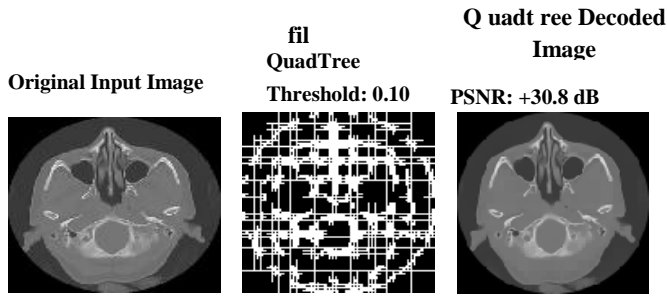 Original Input Image
fil
QuadTree
Threshold: 0.10
Q uadt ree Decoded
Image
PSNR: +30.8 dB